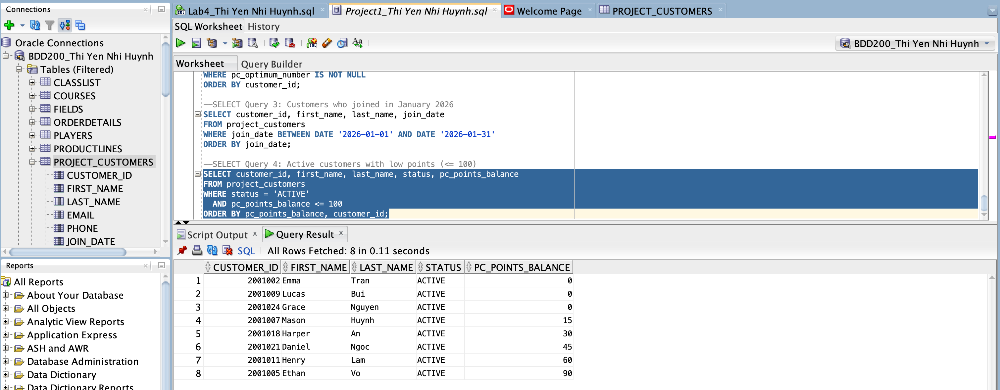 Connections
Oracle Connections
BDD200_Thi Yen Nhi Huynh
Tables (Filtered)
CLASSLIST
COURSES
FIELDS
ORDERDETAILS
PLAYERS
PRODUCTLINES
PROJECT_CUSTOMERS
CUSTOMER_ID
FIRST_NAME
LAST_NAME
EMAIL
PHONE
JOIN_DATE
Reports
All Reports
About Your Database
All Objects
Analytic View Reports
Application Express
ASH and AWR
Database Administration
Data Dictionary
Data Dictionary Reports
Lab4_Thi Yen Nhi Huynh.sql Project1_Thi Yen Nhi Huynh.sql Welcome Page PROJECT_CUSTOMERS
SQL Worksheet History
Aa
BDD200_Thi Yen Nhi Huynh
Worksheet Query Builder
WHERE pc_optimum_number IS NOT NULL
ORDER BY customer_id;
--SELECT Query 3: Customers who joined in January 2026
SELECT customer_id, first_name, last_name, join_date
FROM project_customers
WHERE join_date BETWEEN DATE '2026-01-01' AND DATE '2026-01-31'
ORDER BY join_date;
--SELECT Query 4: Active customers with low points (<= 100)
SELECT customer_id, first_name, last_name, status, pc_points_balance
FROM project_customers
WHERE status = 'ACTIVE'
AND pc_points_balance <= 100
ORDER BY pc_points_balance, customer_id;
Script Output Query Result
SQL All Rows Fetched: 8 in 0.11 seconds
CUSTOMER_ID FIRST_NAME LAST_NAME STATUS PC_POINTS_BALANCE
1 2001002 Emma Tran ACTIVE 0
2 2001009 Lucas Bui ACTIVE 0
3 2001024 Grace Nguyen ACTIVE 0
4 2001007 Mason Huynh ACTIVE 15
5 2001018 Harper An ACTIVE 30
6 2001021 Daniel Ngoc ACTIVE 45
7 2001011 Henry Lam ACTIVE 60
8 2001005 Ethan Vo ACTIVE 90